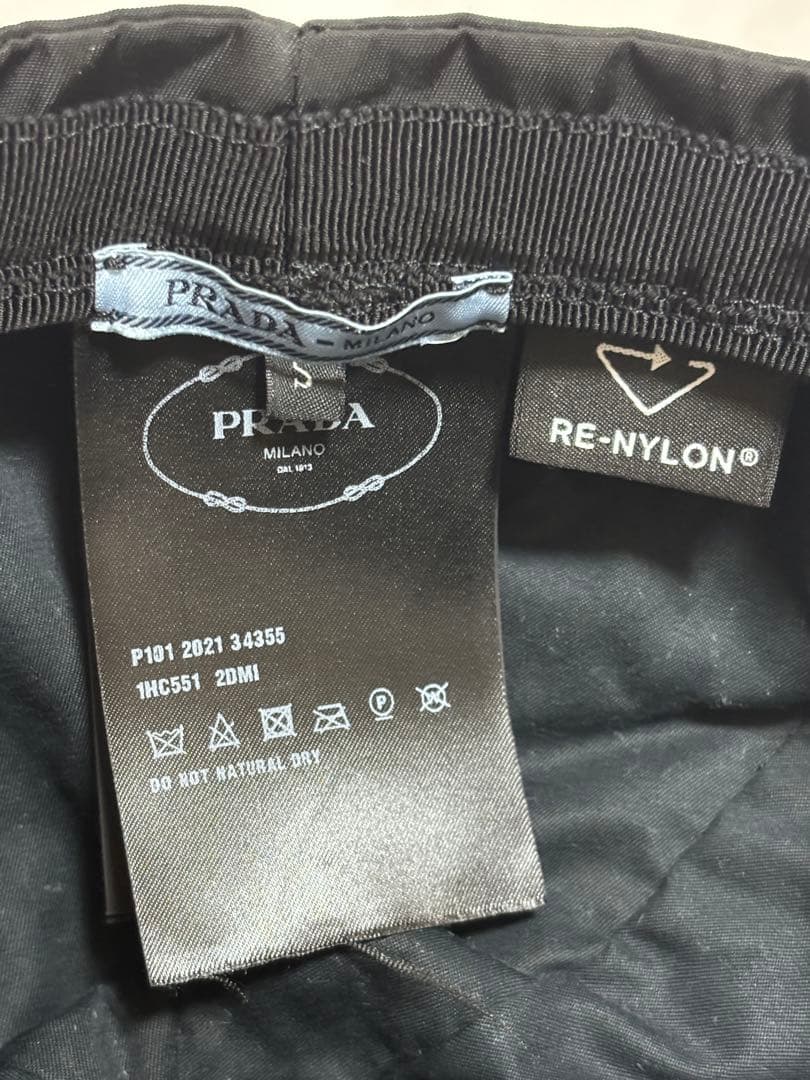 PRADA - MILANO
S
PRADA
MILANO
DAL 1913
RE-NYLON®
P101 2021 34355
1HC551 2DMI
P
W
DO NOT NATURAL DRY